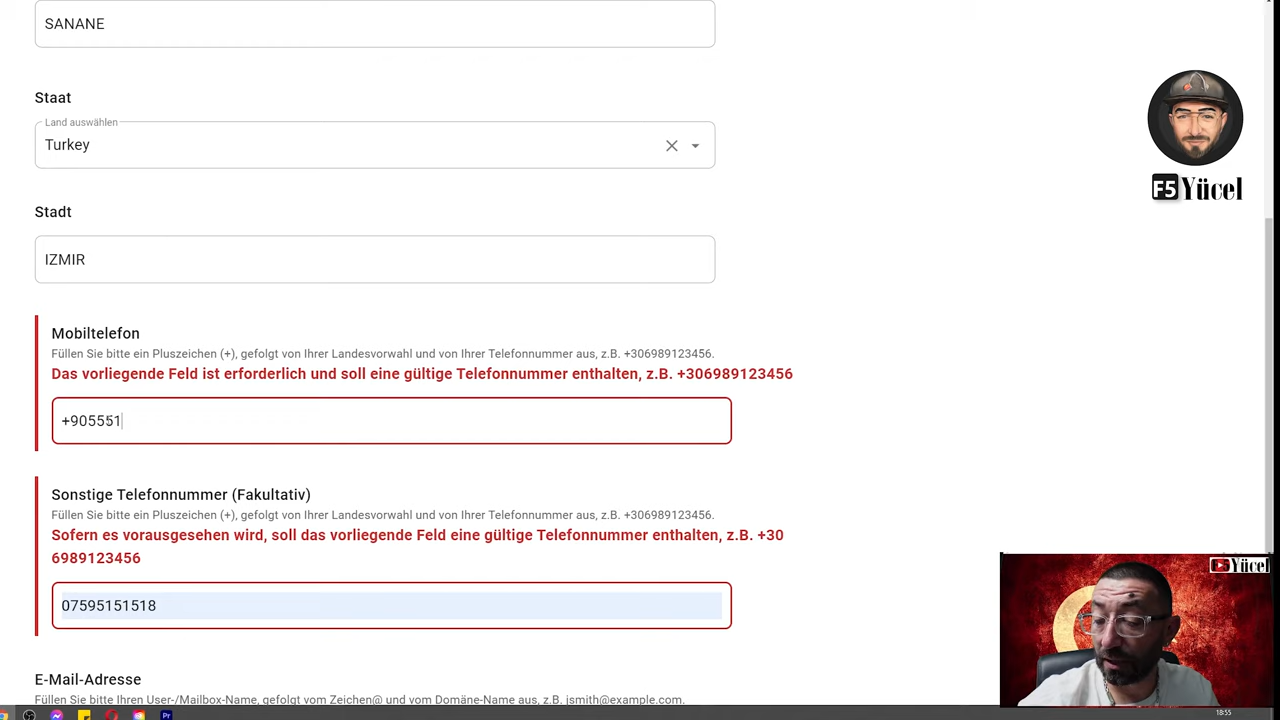 SANANE
Staat
Land auswählen
Turkey
F5 Yücel
Stadt
IZMIR
Mobiltelefon
Füllen Sie bitte ein Pluszeichen (+), gefolgt von Ihrer Landesvorwahl und von Ihrer Telefonnummer aus, z.B. +306989123456.
Das vorliegende Feld ist erforderlich und soll eine gültige Telefonnummer enthalten, z.B. +306989123456
+905551
Sonstige Telefonnummer (Fakultativ)
Füllen Sie bitte ein Pluszeichen (+), gefolgt von Ihrer Landesvorwahl und von Ihrer Telefonnummer aus, z.B. +306989123456.
Sofern es vorausgesehen wird, soll das vorliegende Feld eine gültige Telefonnummer enthalten, z.B. +30
6989123456
07595151518
F5 Yücel
E-Mail-Adresse
Füllen Sie bitte Ihren User-/Mailbox-Name, gefolgt vom Zeichen@ und vom Domäne-Name aus, z.B. jsmith@example.com.
Pr
18:55